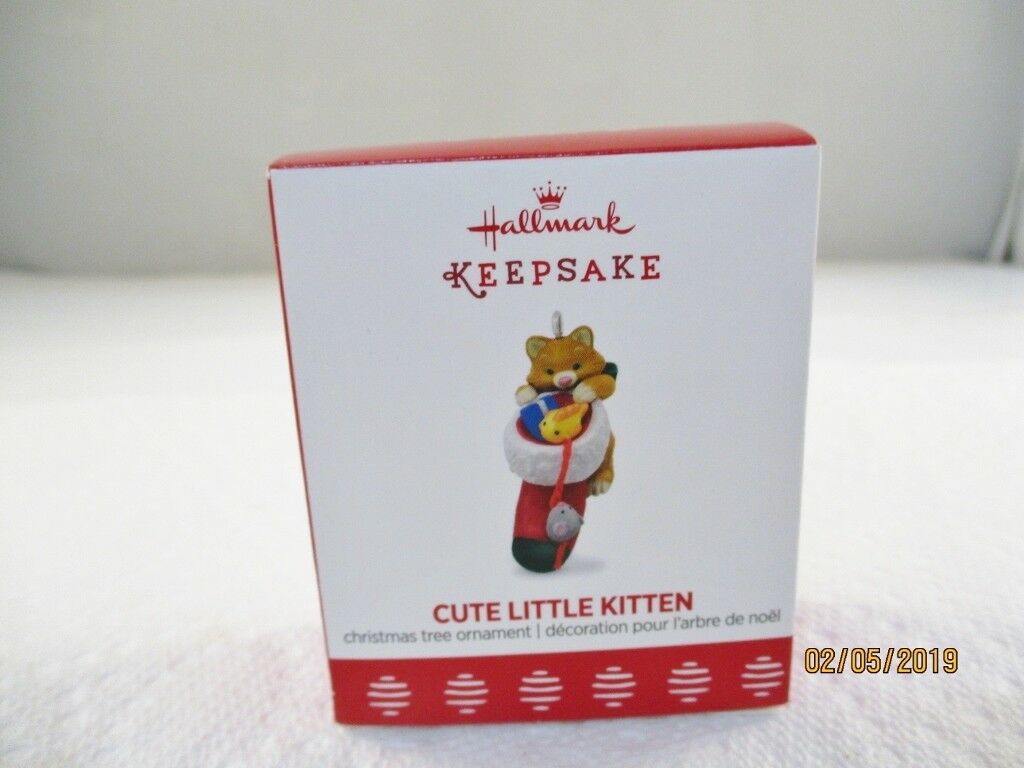 Hallmark
KEEPSAKE
CUTE LITTLE KITTEN
christmas tree ornament | décoration pour l'arbre de noël
02/05/2019